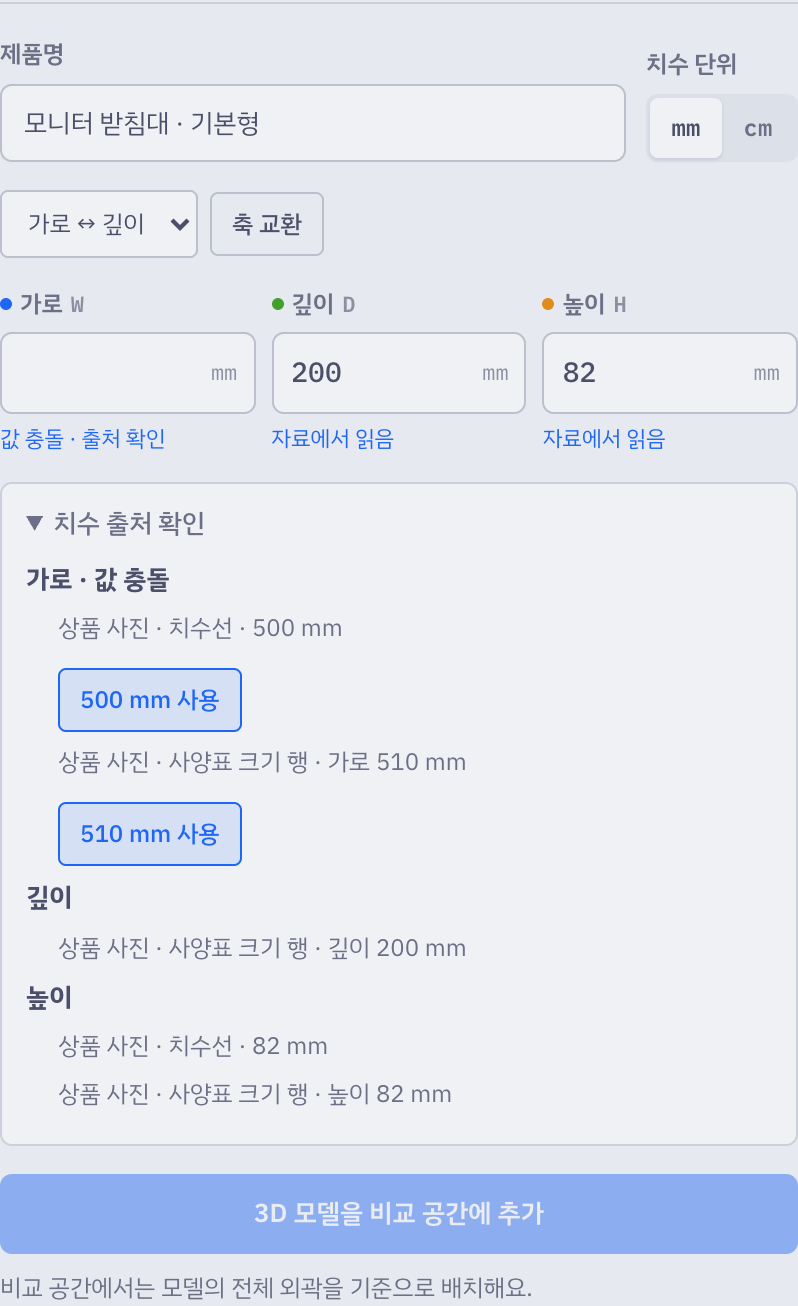 제품명
치수 단위
모니터 받침대 · 기본형
mm cm
가로 ↔ 깊이
축 교환
가로 W
깊이 D
높이 H
mm
200 mm
82 mm
값 충돌 · 출처 확인
자료에서 읽음
자료에서 읽음
▼ 치수 출처 확인
가로 · 값 충돌
상품 사진 · 치수선 · 500 mm
500 mm 사용
상품 사진 · 사양표 크기 행 · 가로 510 mm
510 mm 사용
깊이
상품 사진 · 사양표 크기 행 · 깊이 200 mm
높이
상품 사진 · 치수선 · 82 mm
상품 사진 · 사양표 크기 행 · 높이 82 mm
3D 모델을 비교 공간에 추가
비교 공간에서는 모델의 전체 외곽을 기준으로 배치해요.